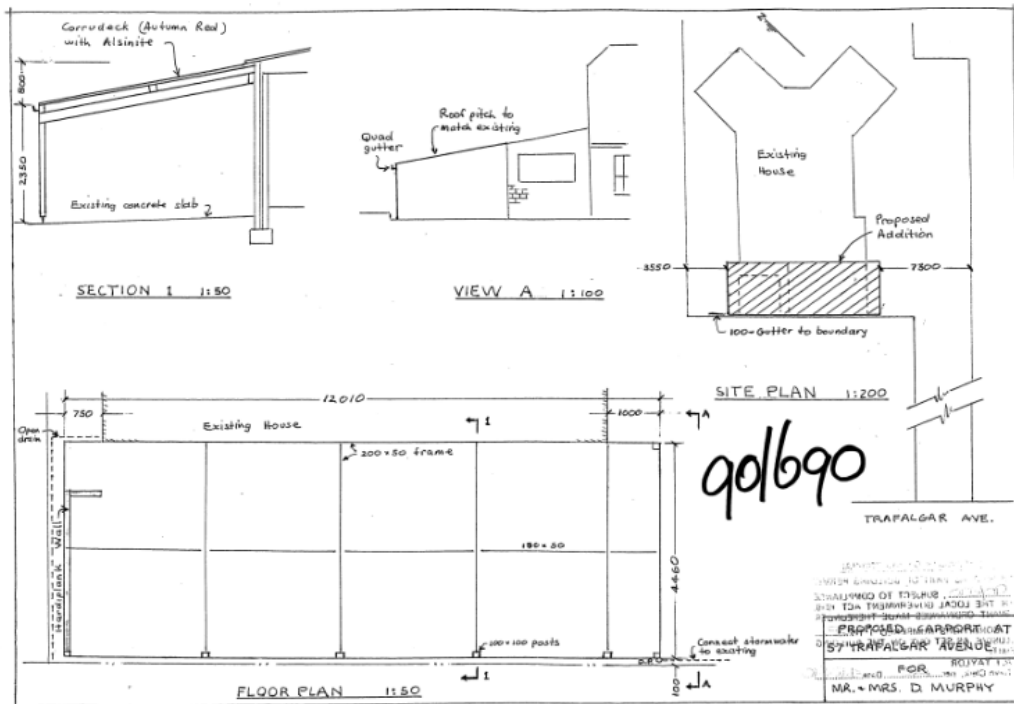 Corrudeck (Autumn Red)
with Alsinite
800
2350
Existing concrete slab
SECTION 1 1:50
Roof pitch to
match existing
Quad
gutter
VIEW A 1:100
N
Existing
House
Proposed
Addition
3550
7300
100 Gutter to boundary
SITE PLAN 1:200
TRAFALGAR AVE.
12010
750
1000
Existing House
Open
drain
1
A
200 x 50 frame
Hardiplank Wall
150 x 50
4460
100x100 posts
Connect stormwater
to existing
D.P.
100
1
A
FLOOR PLAN 1:50
90/690
PROPOSED CARPORT AT
57 TRAFALGAR AVENUE
FOR
MR. + MRS. D. MURPHY